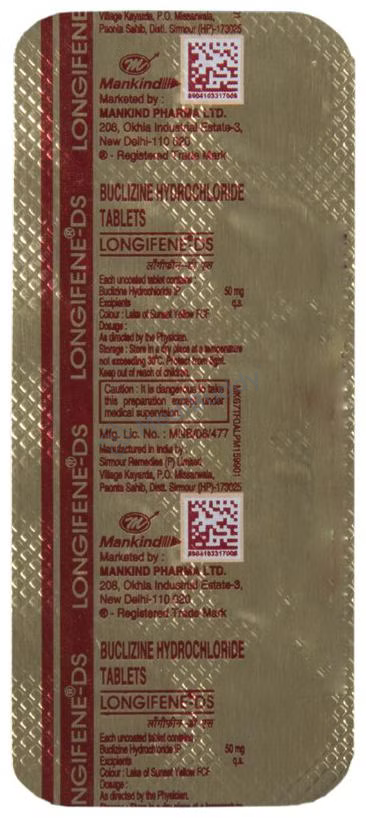 Village Kayarda, P.O. Missarwala,
Paonta Sahib, Distt. Sirmour (HP)-173025
Mankind
8904103317008
Marketed by :
MANKIND PHARMA LTD.
208, Okhla Industrial Estate-3,
New Delhi-110 020
® - Registered Trade Mark
BUCLIZINE HYDROCHLORIDE
TABLETS
LONGIFENE®-DS
लौंगीफीन-डी एस
Each uncoated tablet contains :
Buclizine Hydrochloride IP 50 mg
Excipients q.s.
Colour : Lake of Sunset Yellow FCF
Dosage :
As directed by the Physician.
Storage : Store in a dry place at a temperature
not exceeding 30°C. Protect from light.
Keep out of reach of children.
Caution : It is dangerous to take
this preparation except under
medical supervision.
Mfg. Lic. No. : MNB/06/477
Manufactured in India by :
Sirmour Remedies (P) Limited
Village Kayarda, P.O. Missarwala,
Paonta Sahib, Distt. Sirmour (HP)-173025
Mankind
8904103317008
Marketed by :
MANKIND PHARMA LTD.
208, Okhla Industrial Estate-3,
New Delhi-110 020
® - Registered Trade Mark
BUCLIZINE HYDROCHLORIDE
TABLETS
LONGIFENE®-DS
लौंगीफीन-डी एस
Each uncoated tablet contains :
Buclizine Hydrochloride IP 50 mg
Excipients q.s.
Colour : Lake of Sunset Yellow FCF
Dosage :
As directed by the Physician.
LONGIFENE
LONGIFENE®-DS
LONGIFENE®-DS
LONGIFENE®-DS
NGIFENE®-DS